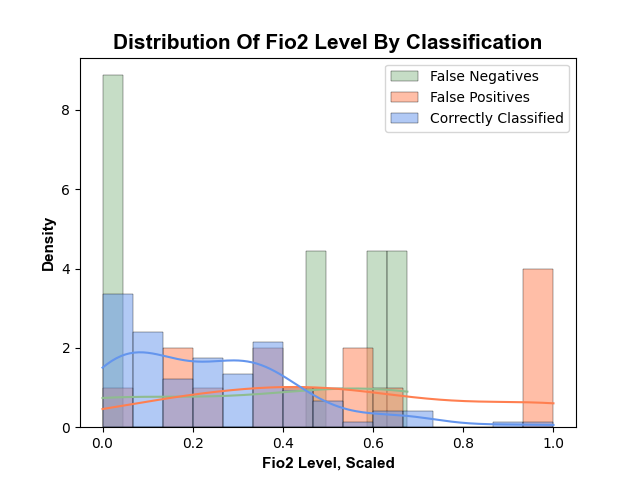 Distribution Of Fio2 Level By Classification
False Negatives
False Positives
Correctly Classified
Density
8
6
4
2
0
0.0 0.2 0.4 0.6 0.8 1.0
Fio2 Level, Scaled